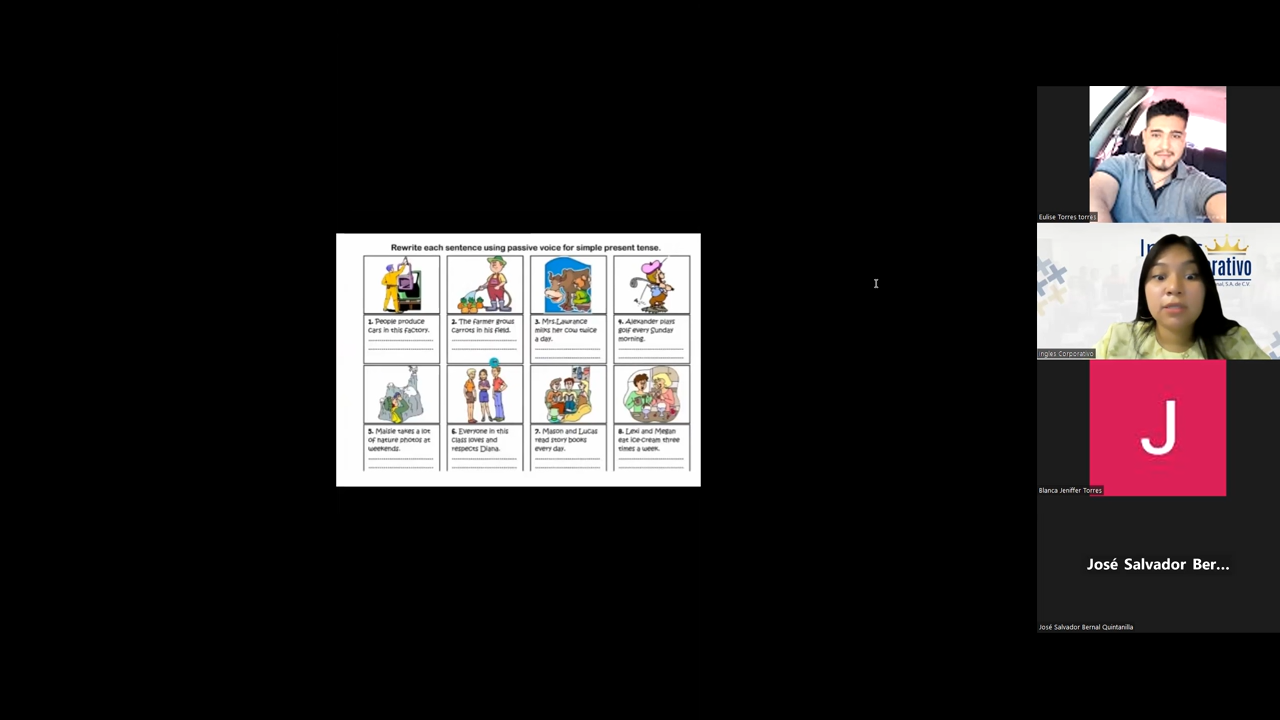 Rewrite each sentence using passive voice for simple present tense.
1. People produce
cars in this factory.
2. The farmer grows
carrots in his field.
3. Mrs.Lawrance
milks her cow twice
a day.
4. Alexander plays
golf every Sunday
morning.
5. Maisie takes a lot
of nature photos at
weekends.
6. Everyone in this
class loves and
respects Diana.
7. Mason and Lucas
read story books
every day.
8. Lexi and Megan
eat ice-cream three
times a week.
Eulise Torres torres
rativo
nal, S.A. de C.V.
Ingles Corporativo
J
Blanca Jeniffer Torres
José Salvador Ber...
José Salvador Bernal Quintanilla